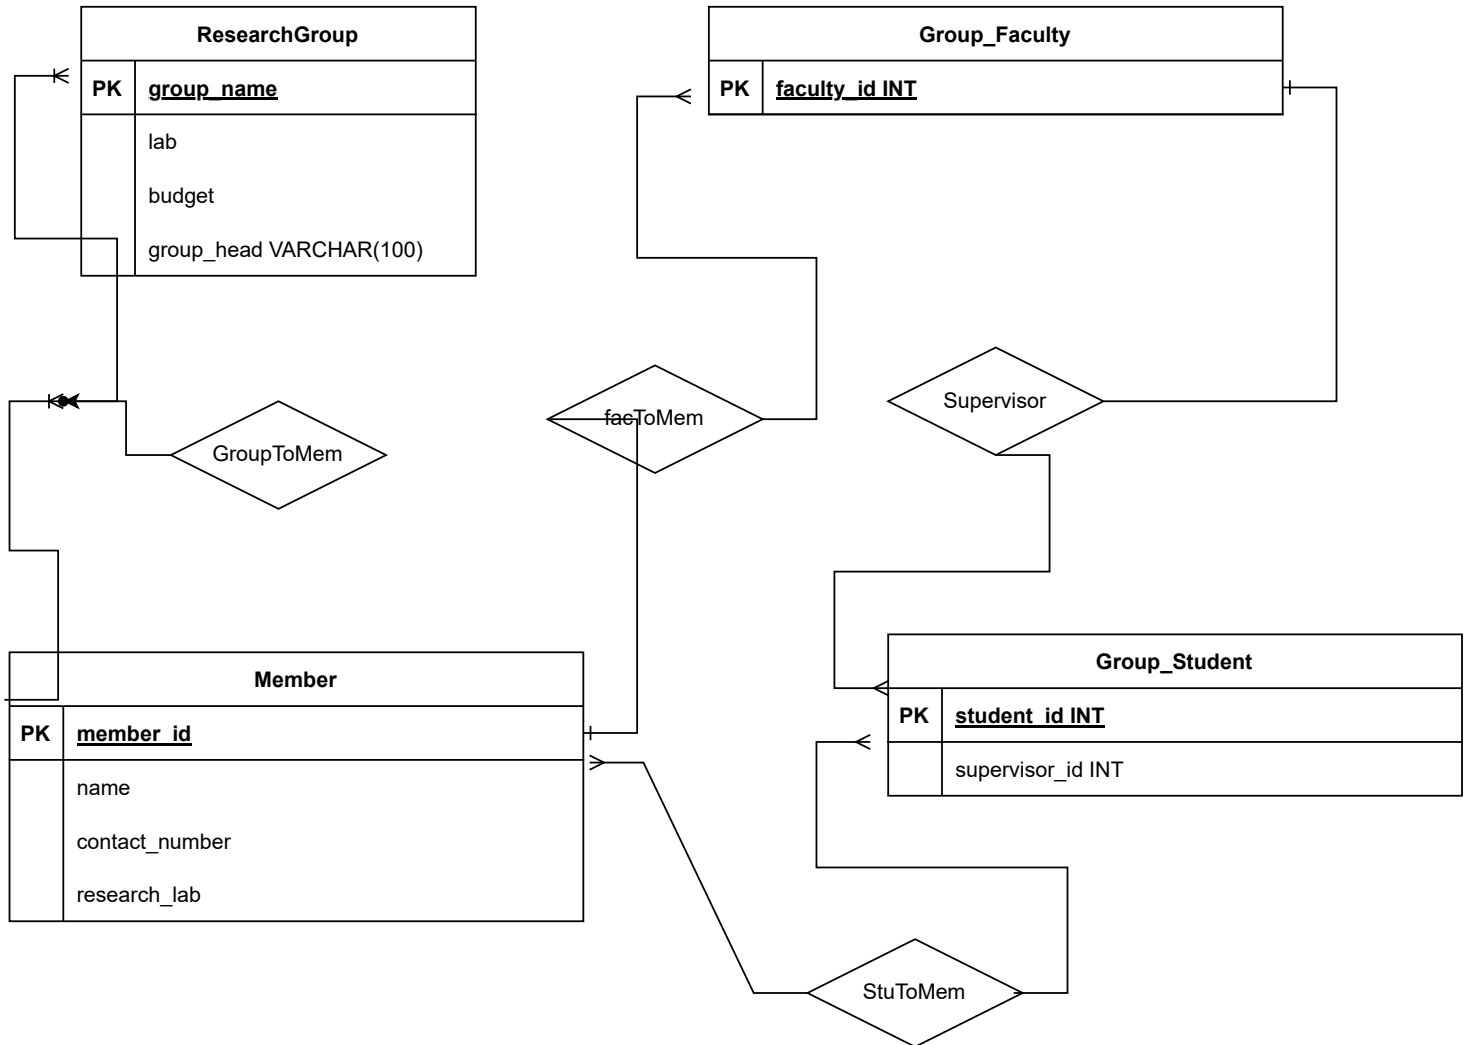 ResearchGroup
PK group_name
lab
budget
group_head VARCHAR(100)
Group_Faculty
PK faculty_id INT
GroupToMem
facToMem
Supervisor
Member
PK member_id
name
contact_number
research_lab
Group_Student
PK student_id INT
supervisor_id INT
StuToMem